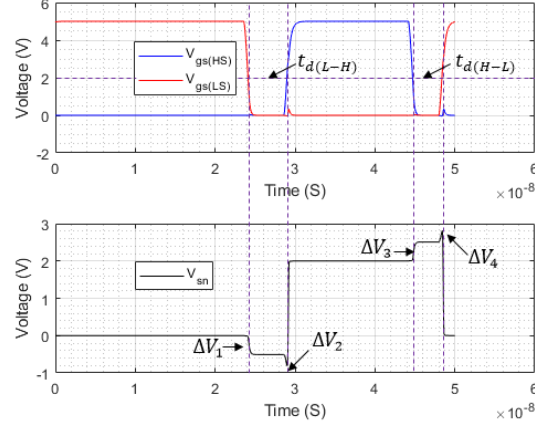 6
4
2
0
-2
Voltage (V)
V_gs(HS)
V_gs(LS)
t_d(L−H)
t_d(H−L)
0 1 2 3 4 5 6
Time (S)
× 10^-8
3
2
1
0
-1
Voltage (V)
V_sn
ΔV_1
ΔV_2
ΔV_3
ΔV_4
0 1 2 3 4 5 6
Time (S)
× 10^-8